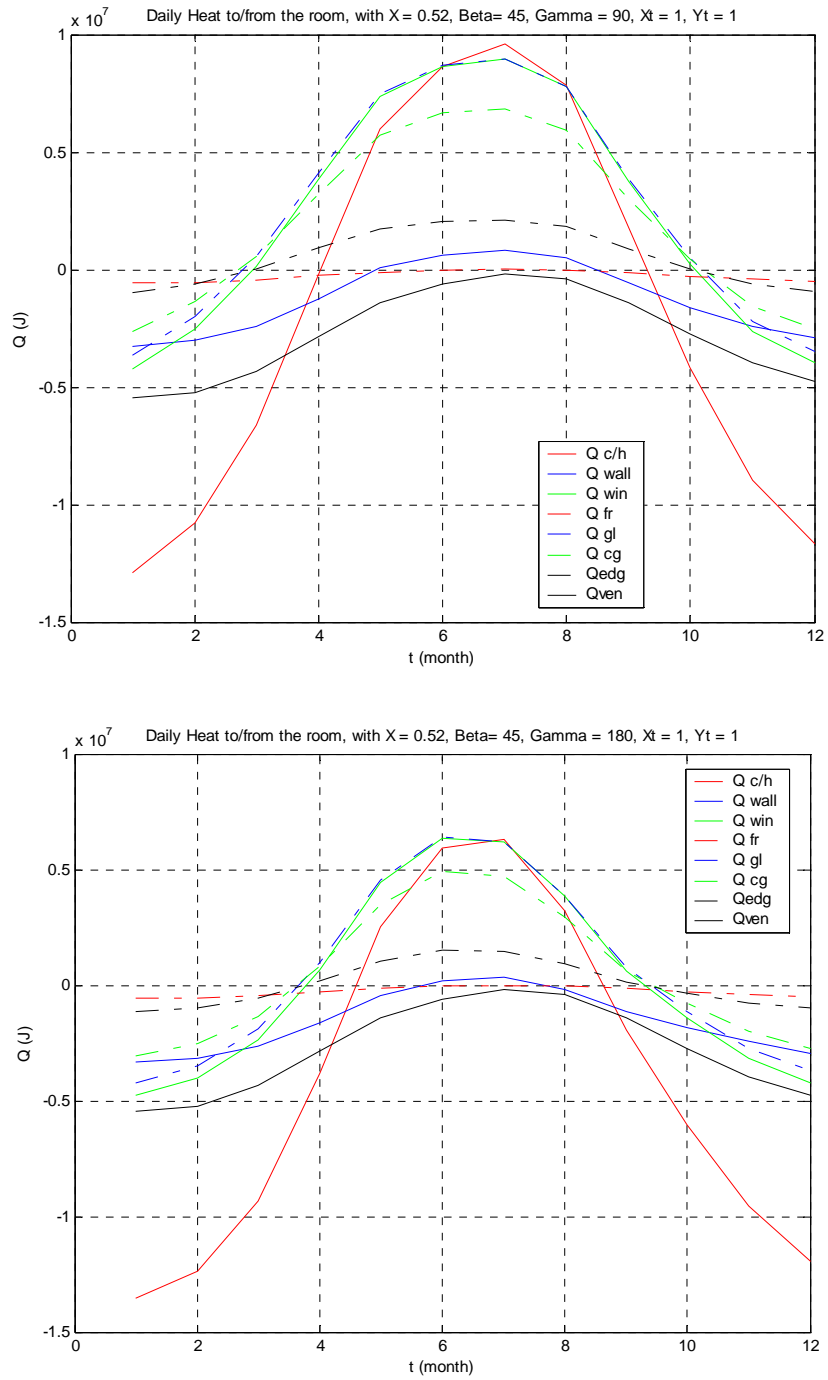 Daily Heat to/from the room, with X = 0.52, Beta= 45, Gamma = 90, Xt = 1, Yt = 1
x 10^7
1
0.5
0
-0.5
-1
-1.5
Q (J)
Q c/h
Q wall
Q win
Q fr
Q gl
Q cg
Qedg
Qven
0 2 4 6 8 10 12
t (month)
Daily Heat to/from the room, with X = 0.52, Beta= 45, Gamma = 180, Xt = 1, Yt = 1
x 10^7
1
0.5
0
-0.5
-1
-1.5
Q (J)
Q c/h
Q wall
Q win
Q fr
Q gl
Q cg
Qedg
Qven
0 2 4 6 8 10 12
t (month)